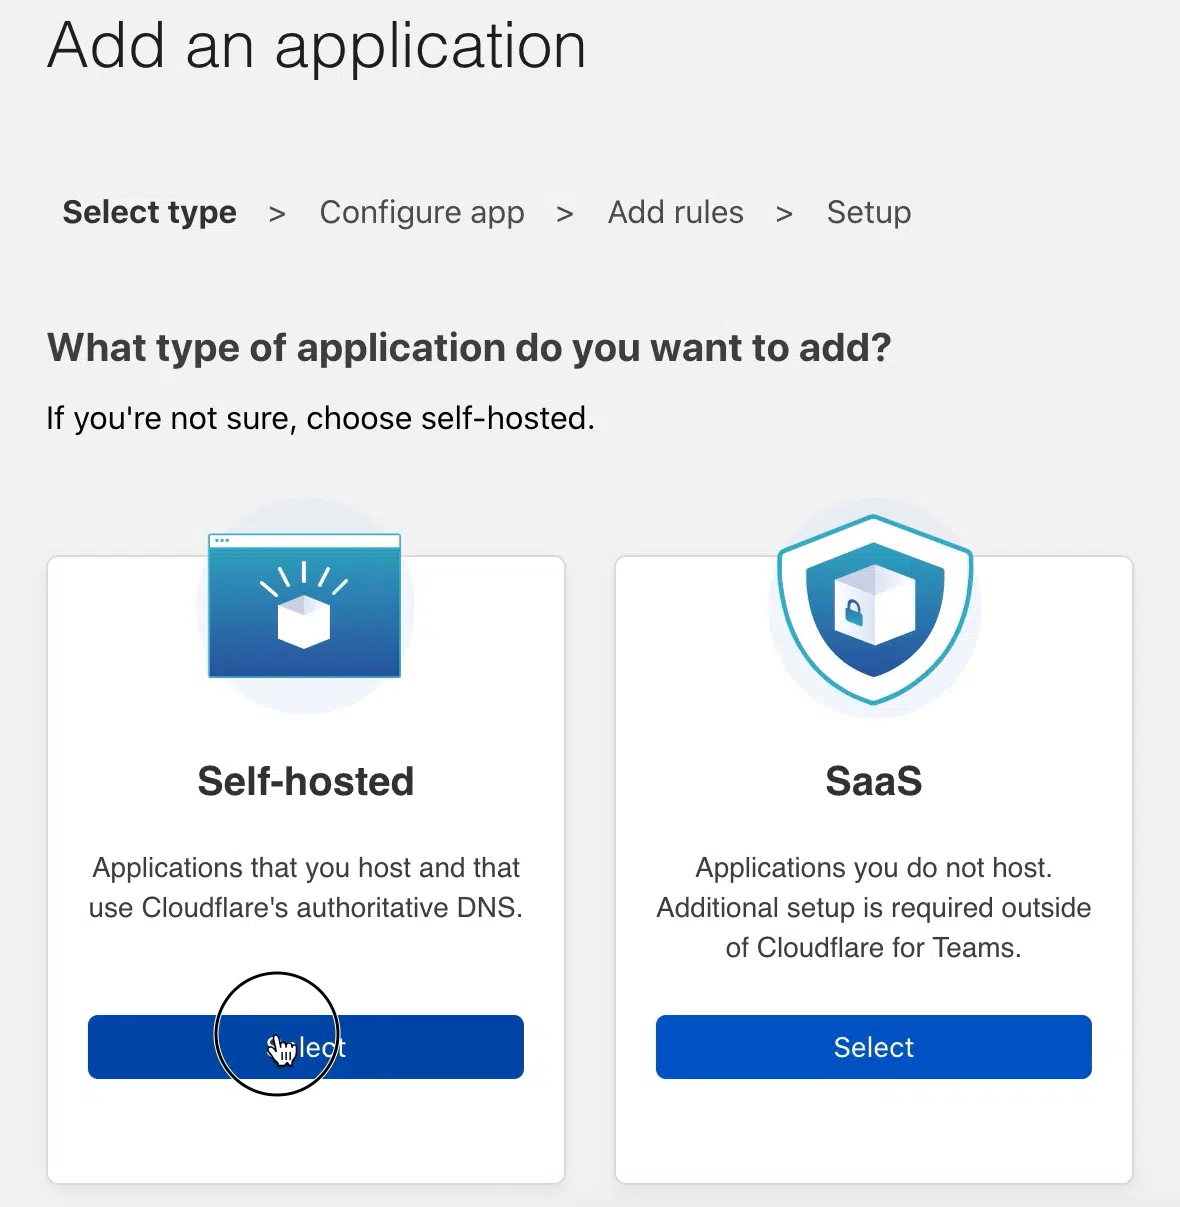 Add an application
Select type > Configure app > Add rules > Setup
What type of application do you want to add?
If you're not sure, choose self-hosted.
Self-hosted
Applications that you host and that
use Cloudflare's authoritative DNS.
Select
SaaS
Applications you do not host.
Additional setup is required outside
of Cloudflare for Teams.
Select